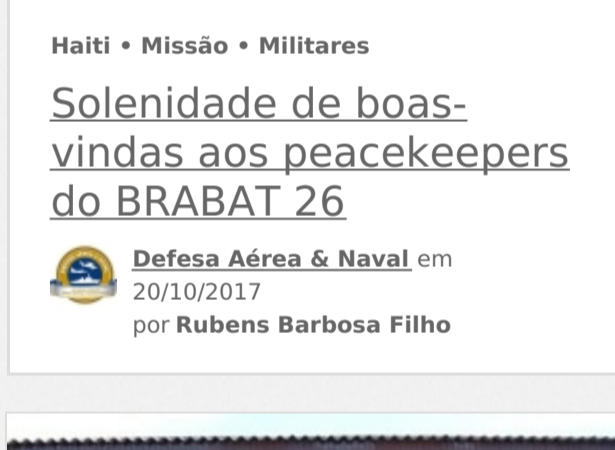 Haiti • Missão • Militares
Solenidade de boas-
vindas aos peacekeepers
do BRABAT 26
Defesa Aérea & Naval em
20/10/2017
por Rubens Barbosa Filho